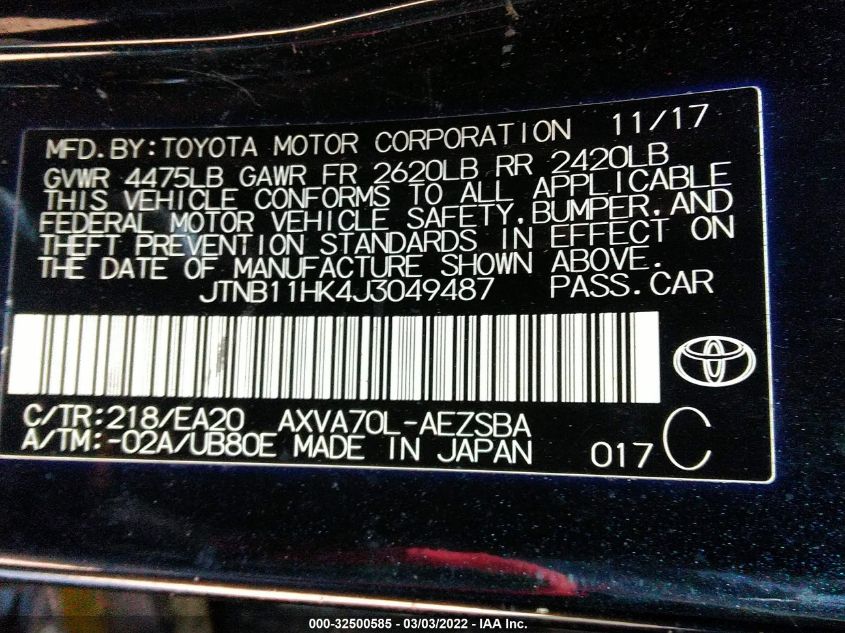 MFD.BY:TOYOTA MOTOR CORPORATION 11/17
GVWR 4475LB GAWR FR 2620LB RR 2420LB
THIS VEHICLE CONFORMS TO ALL APPLICABLE
FEDERAL MOTOR VEHICLE SAFETY,BUMPER,AND
THEFT PREVENTION STANDARDS IN EFFECT ON
THE DATE OF MANUFACTURE SHOWN ABOVE.
JTNB11HK4J3049487 PASS.CAR
C/TR:218/EA20 AXVA70L-AEZSBA
A/TM:-02A/UB80E MADE IN JAPAN 017 C
000-32500585 - 03/03/2022 - IAA Inc.